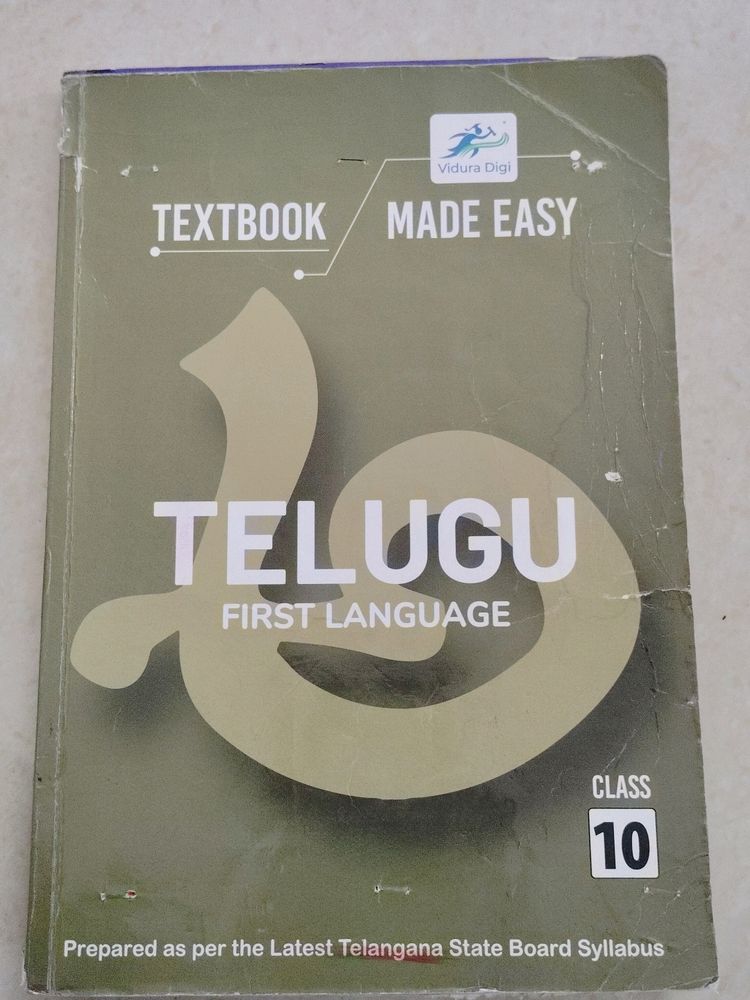 Vidura Digi
TEXTBOOK MADE EASY
TELUGU
FIRST LANGUAGE
CLASS
10
Prepared as per the Latest Telangana State Board Syllabus